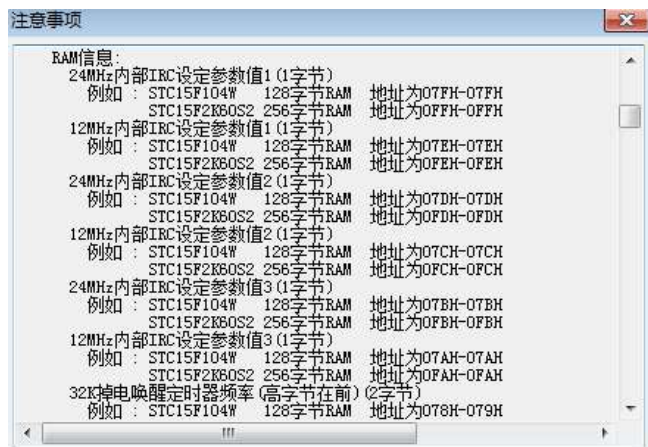 注意事项
RAM信息:
24MHz内部IRC设定参数值1(1字节)
例如 : STC15F104W 128字节RAM 地址为07FH-07FH
STC15F2K60S2 256字节RAM 地址为0FFH-0FFH
12MHz内部IRC设定参数值1(1字节)
例如 : STC15F104W 128字节RAM 地址为07EH-07EH
STC15F2K60S2 256字节RAM 地址为0FEH-0FEH
24MHz内部IRC设定参数值2(1字节)
例如 : STC15F104W 128字节RAM 地址为07DH-07DH
STC15F2K60S2 256字节RAM 地址为0FDH-0FDH
12MHz内部IRC设定参数值2(1字节)
例如 : STC15F104W 128字节RAM 地址为07CH-07CH
STC15F2K60S2 256字节RAM 地址为0FCH-0FCH
24MHz内部IRC设定参数值3(1字节)
例如 : STC15F104W 128字节RAM 地址为07BH-07BH
STC15F2K60S2 256字节RAM 地址为0FBH-0FBH
12MHz内部IRC设定参数值3(1字节)
例如 : STC15F104W 128字节RAM 地址为07AH-07AH
STC15F2K60S2 256字节RAM 地址为0FAH-0FAH
32K掉电唤醒定时器频率(高字节在前)(2字节)
例如 : STC15F104W 128字节RAM 地址为078H-079H